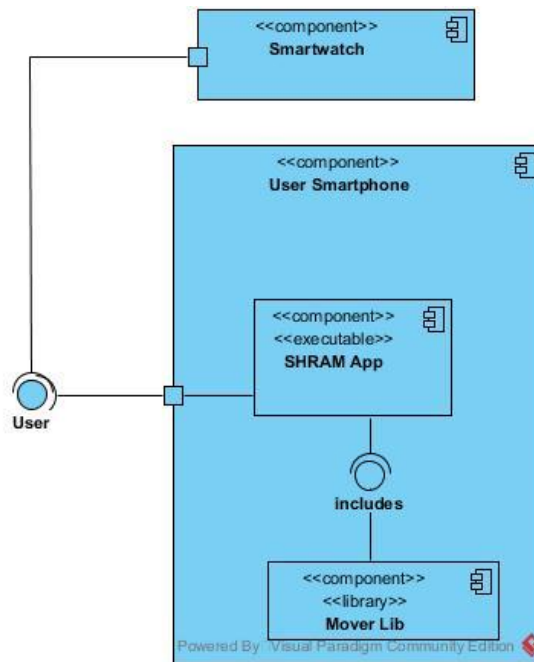 <<component>>
Smartwatch
<<component>>
User Smartphone
<<component>>
<<executable>>
SHRAM App
User
includes
<<component>>
<<library>>
Mover Lib
Powered By Visual Paradigm Community Edition